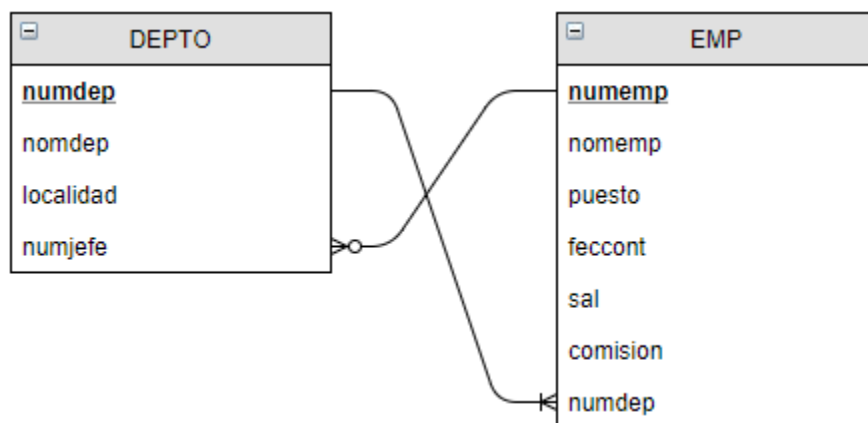 DEPTO
numdep
nomdep
localidad
numjefe
EMP
numemp
nomemp
puesto
feccont
sal
comision
numdep